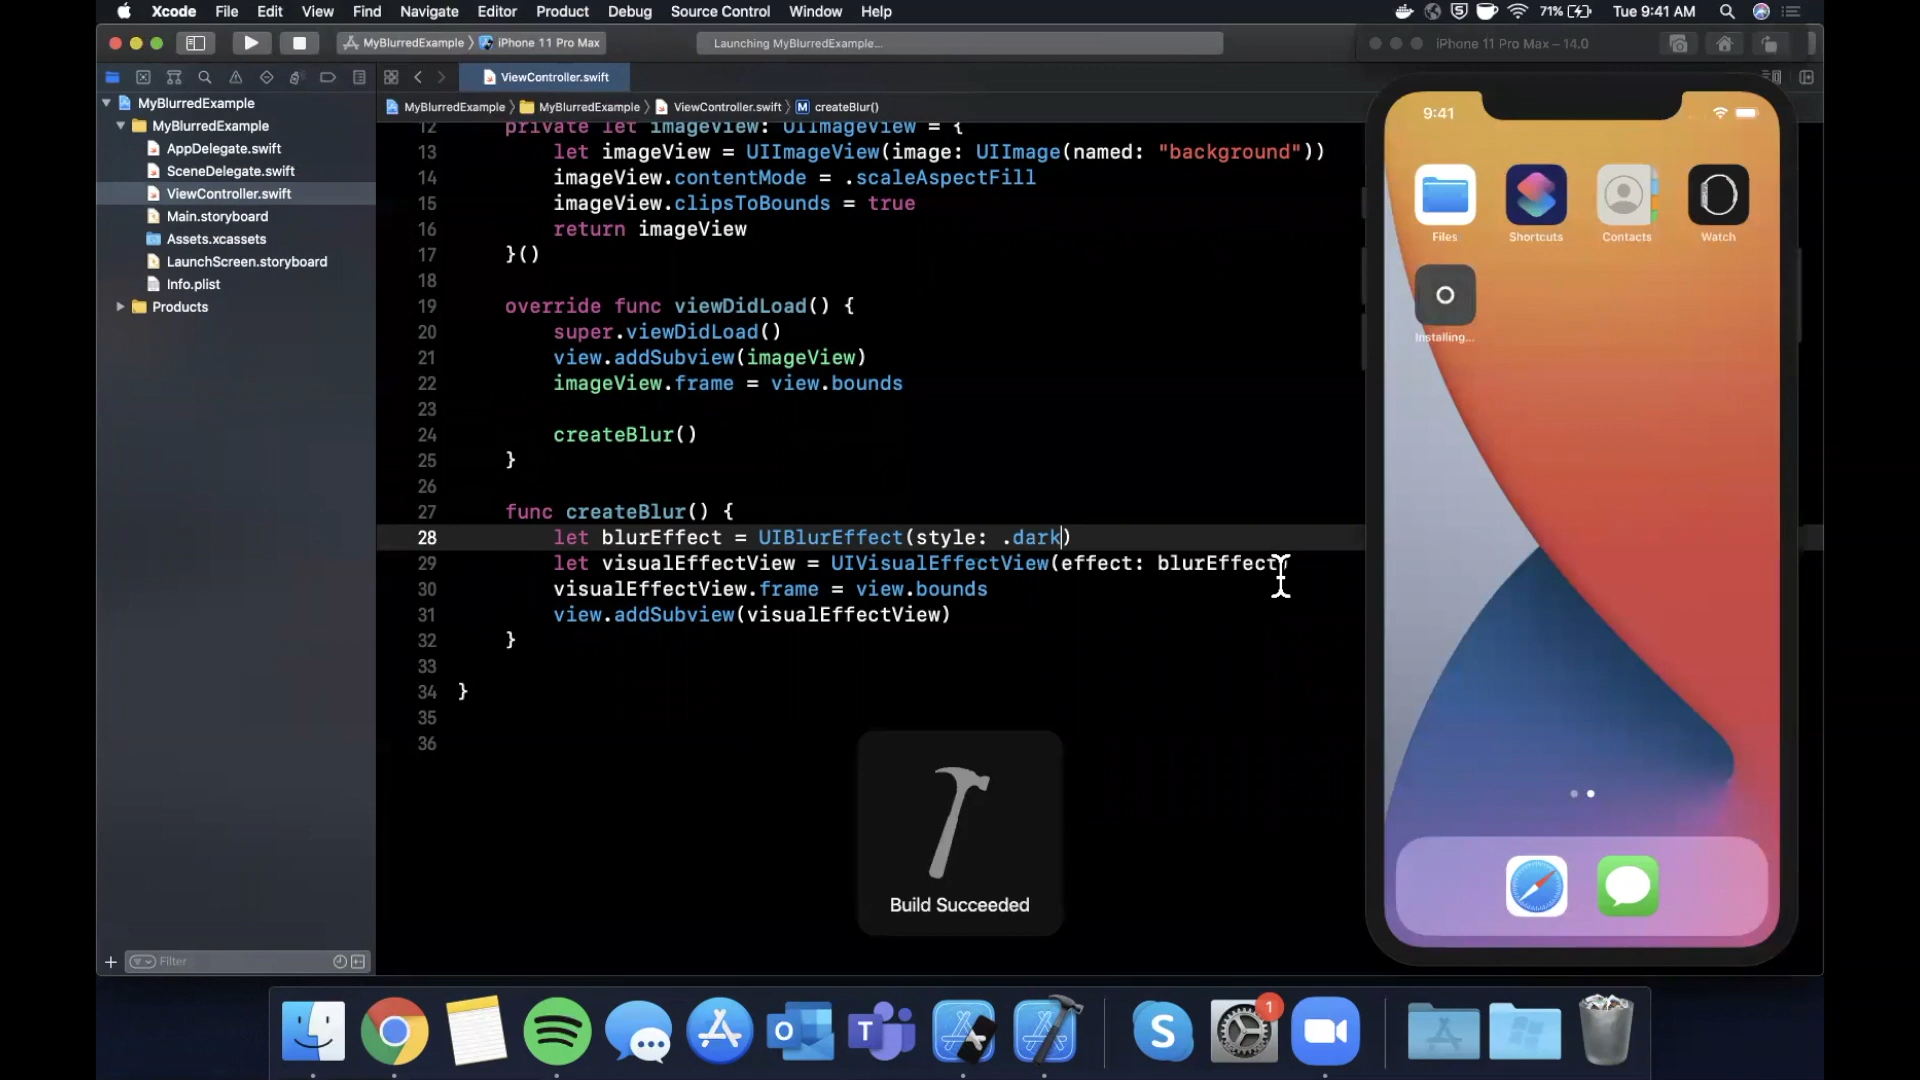 Xcode File Edit View Find Navigate Editor Product Debug Source Control Window Help 71% Tue 9:41 AM
MyBlurredExample iPhone 11 Pro Max Launching MyBlurredExample... iPhone 11 Pro Max – 14.0
ViewController.swift
MyBlurredExample MyBlurredExample ViewController.swift M createBlur()
MyBlurredExample
MyBlurredExample
AppDelegate.swift
SceneDelegate.swift
ViewController.swift
Main.storyboard
Assets.xcassets
LaunchScreen.storyboard
Info.plist
Products
Filter
12 private let imageView: UIImageView = {
13 let imageView = UIImageView(image: UIImage(named: "background"))
14 imageView.contentMode = .scaleAspectFill
15 imageView.clipsToBounds = true
16 return imageView
17 }()
18
19 override func viewDidLoad() {
20 super.viewDidLoad()
21 view.addSubview(imageView)
22 imageView.frame = view.bounds
23
24 createBlur()
25 }
26
27 func createBlur() {
28 let blurEffect = UIBlurEffect(style: .dark)
29 let visualEffectView = UIVisualEffectView(effect: blurEffect)
30 visualEffectView.frame = view.bounds
31 view.addSubview(visualEffectView)
32 }
33
34 }
35
36
Build Succeeded
9:41
Files Shortcuts Contacts Watch
Installing...
1